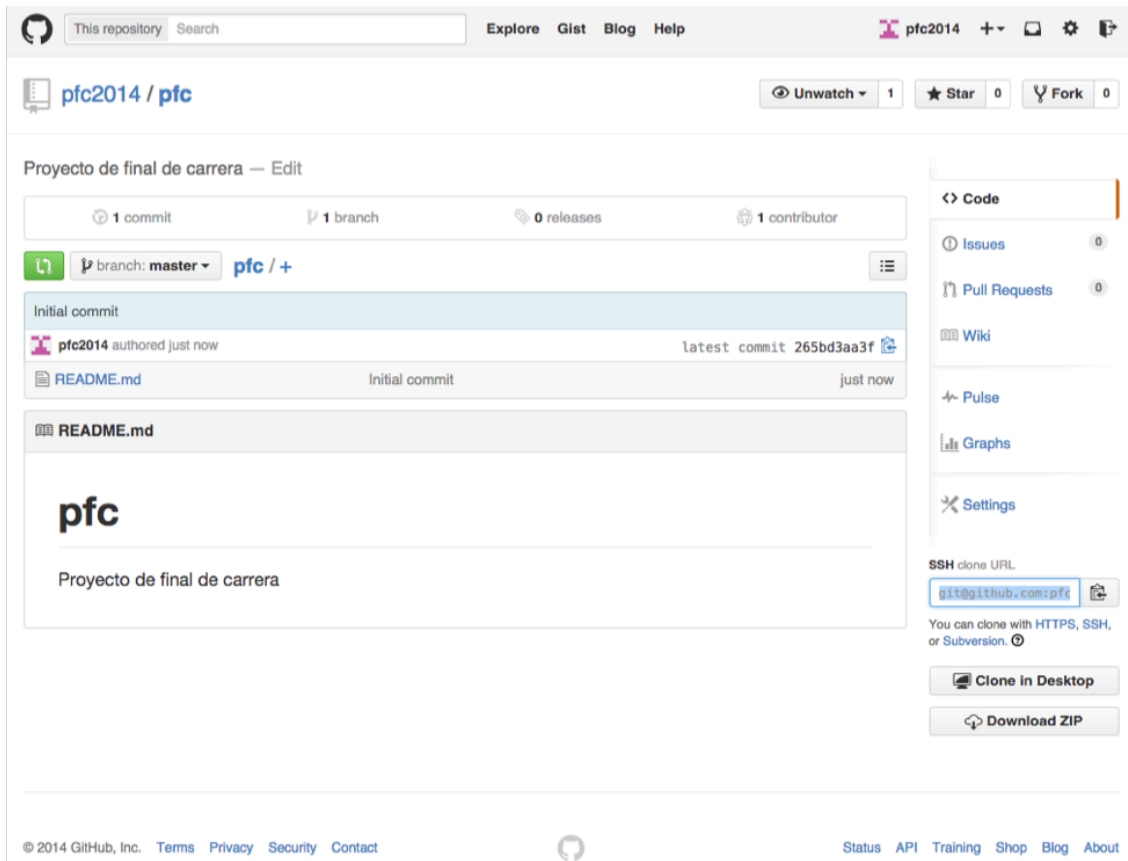 This repository Search Explore Gist Blog Help pfc2014
pfc2014 / pfc Unwatch 1 Star 0 Fork 0
Proyecto de final de carrera — Edit
1 commit 1 branch 0 releases 1 contributor
branch: master pfc / +
Initial commit
pfc2014 authored just now latest commit 265bd3aa3f
README.md Initial commit just now
README.md
pfc
Proyecto de final de carrera
<> Code
Issues 0
Pull Requests 0
Wiki
Pulse
Graphs
Settings
SSH clone URL
git@github.com:pfc
You can clone with HTTPS, SSH,
or Subversion.
Clone in Desktop
Download ZIP
© 2014 GitHub, Inc. Terms Privacy Security Contact Status API Training Shop Blog About